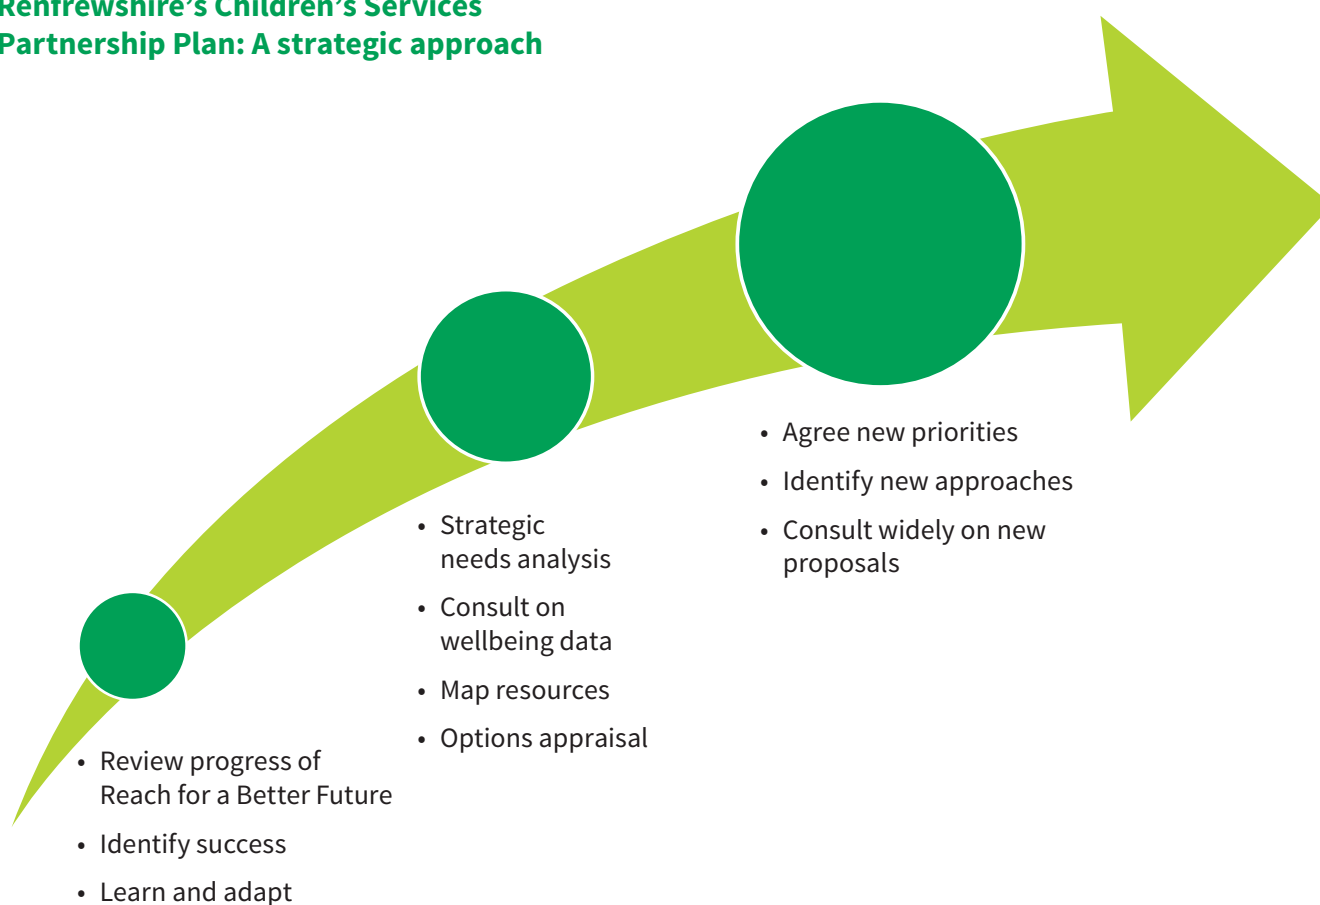 Renfrewshire's Children's Services
Partnership Plan: A strategic approach
• Review progress of
Reach for a Better Future
• Identify success
• Learn and adapt
• Strategic
needs analysis
• Consult on
wellbeing data
• Map resources
• Options appraisal
• Agree new priorities
• Identify new approaches
• Consult widely on new
proposals